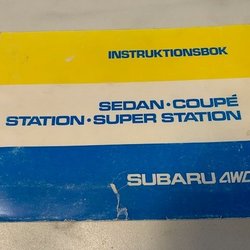 INSTRUKTIONSBOK
SEDAN·COUPÉ
STATION·SUPER STATION
SUBARU 4WD